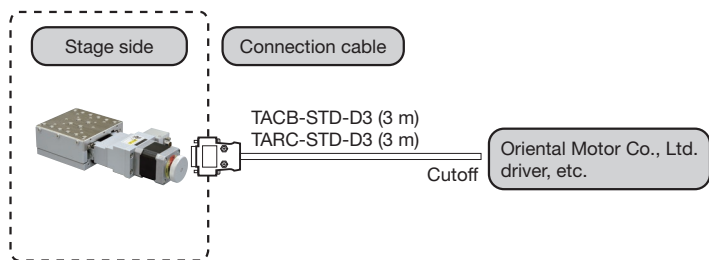 Stage side
Connection cable
TACB-STD-D3 (3 m)
TARC-STD-D3 (3 m)
Cutoff
Oriental Motor Co., Ltd.
driver, etc.